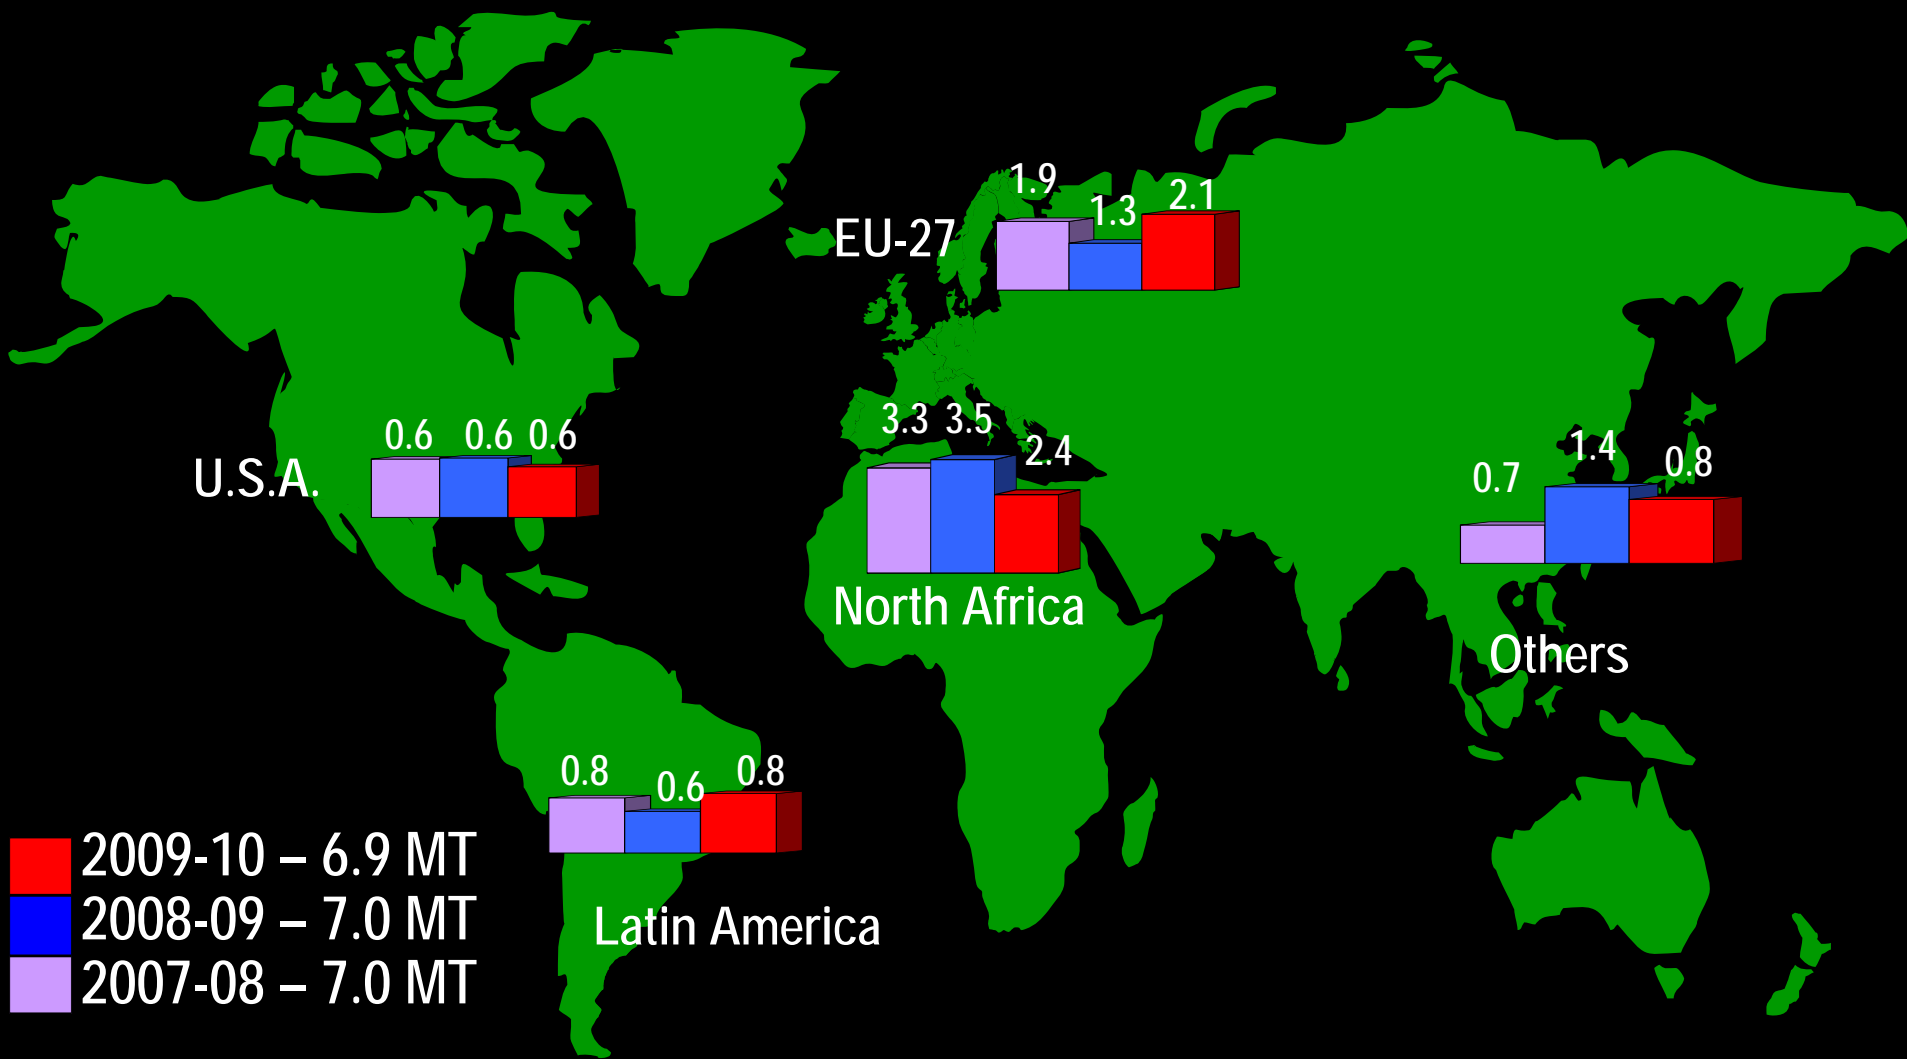 1.9
1.3
2.1
EU-27
3.3
3.5
2.4
North Africa
0.6
0.6
0.6
U.S.A.
0.7
1.4
0.8
Others
0.8
0.6
0.8
Latin America
2009-10 – 6.9 MT
2008-09 – 7.0 MT
2007-08 – 7.0 MT